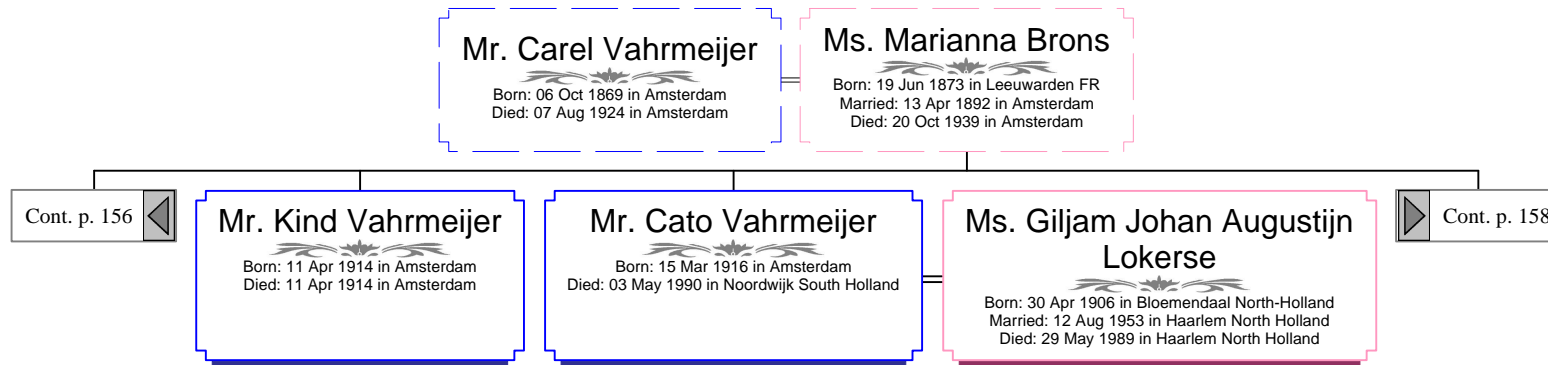 Mr. Carel Vahrmeijer
Born: 06 Oct 1869 in Amsterdam
Died: 07 Aug 1924 in Amsterdam
Ms. Marianna Brons
Born: 19 Jun 1873 in Leeuwarden FR
Married: 13 Apr 1892 in Amsterdam
Died: 20 Oct 1939 in Amsterdam
Cont. p. 156
Mr. Kind Vahrmeijer
Born: 11 Apr 1914 in Amsterdam
Died: 11 Apr 1914 in Amsterdam
Mr. Cato Vahrmeijer
Born: 15 Mar 1916 in Amsterdam
Died: 03 May 1990 in Noordwijk South Holland
Ms. Giljam Johan Augustijn
Lokerse
Born: 30 Apr 1906 in Bloemendaal North-Holland
Married: 12 Aug 1953 in Haarlem North Holland
Died: 29 May 1989 in Haarlem North Holland
Cont. p. 158